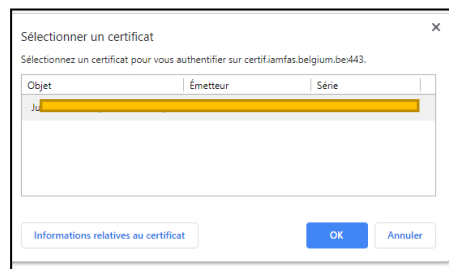 Sélectionner un certificat
Sélectionnez un certificat pour vous authentifier sur certif.iamfas.belgium.be:443.
Objet Émetteur Série
Informations relatives au certificat OK Annuler